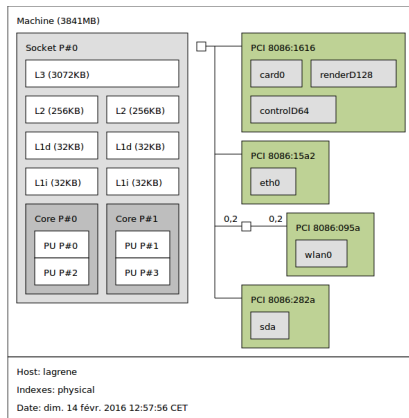 Machine (3841MB)
Socket P#0
L3 (3072KB)
L2 (256KB) L2 (256KB)
L1d (32KB) L1d (32KB)
L1i (32KB) L1i (32KB)
Core P#0 Core P#1
PU P#0 PU P#1
PU P#2 PU P#3
PCI 8086:1616
card0 renderD128
controlD64
PCI 8086:15a2
eth0
0,2 0,2
PCI 8086:095a
wlan0
PCI 8086:282a
sda
Host: lagrene
Indexes: physical
Date: dim. 14 févr. 2016 12:57:56 CET